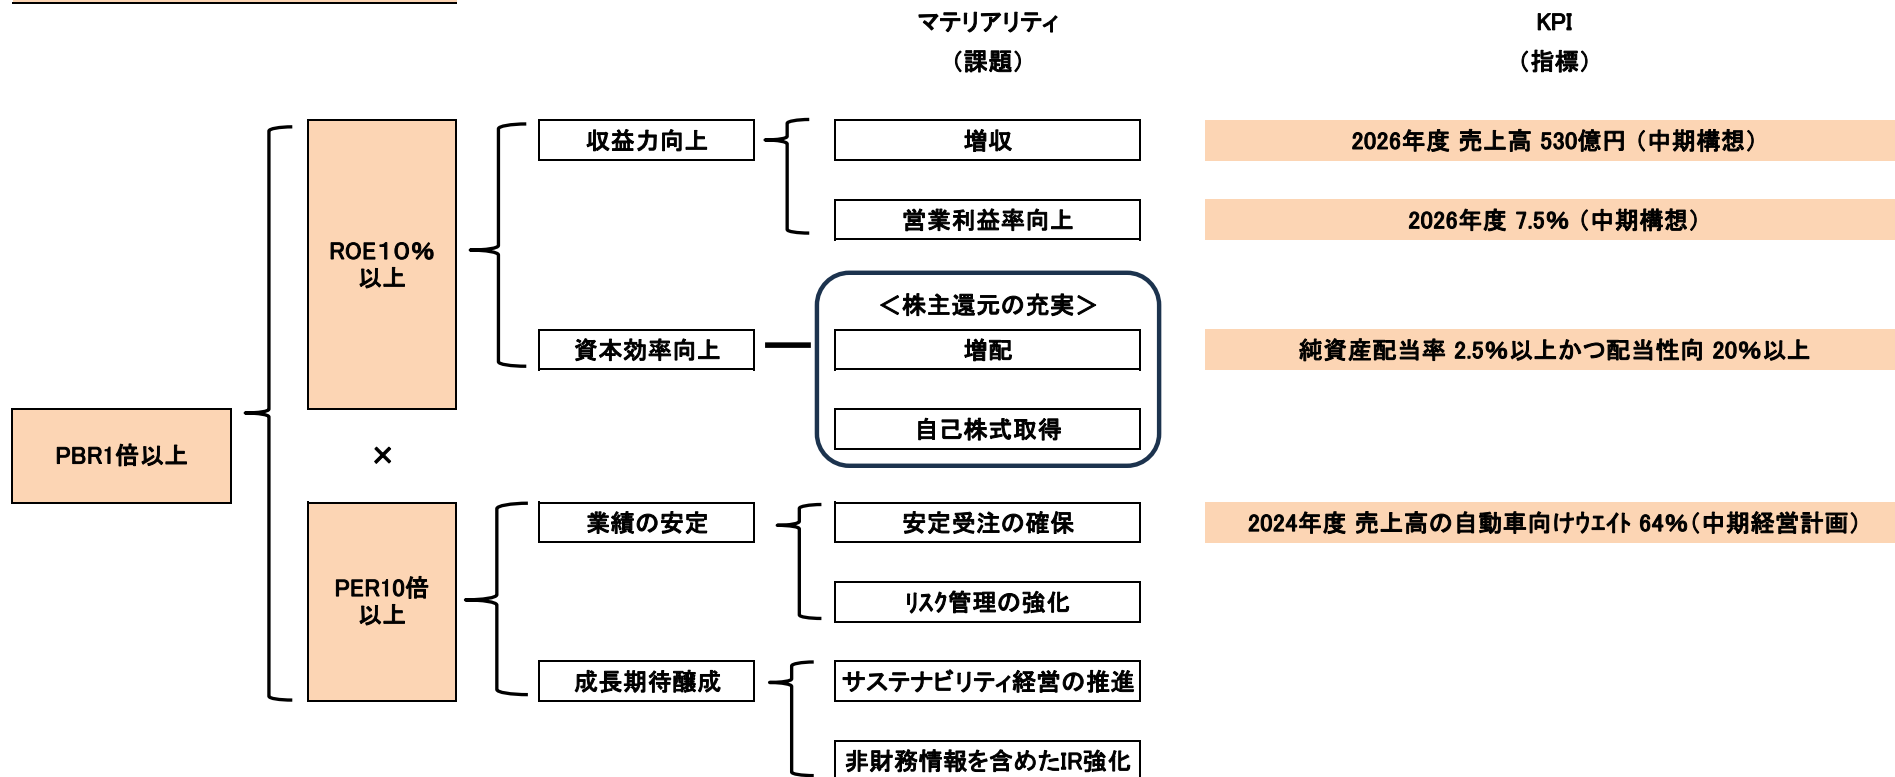 マテリアリティ
（課題）
KPI
（指標）
収益力向上
増収
2026年度 売上高 530億円（中期構想）
営業利益率向上
2026年度 7.5%（中期構想）
ROE１０％
以上
＜株主還元の充実＞
資本効率向上
増配
純資産配当率 2.5%以上かつ配当性向 20%以上
自己株式取得
PBR1倍以上
×
業績の安定
安定受注の確保
2024年度 売上高の自動車向けｳｴｲﾄ 64%（中期経営計画）
PER10倍
以上
ﾘｽｸ管理の強化
成長期待醸成
サステナビリティ経営の推進
非財務情報を含めたIR強化